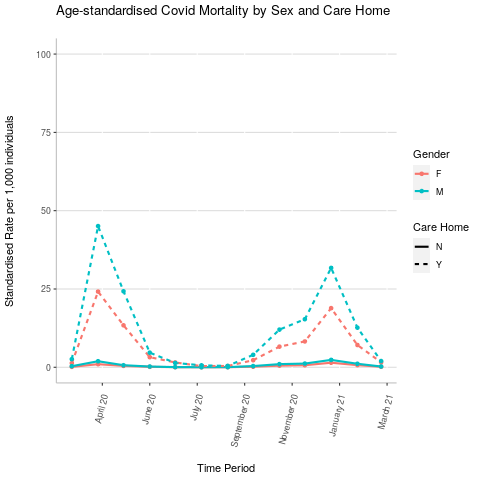 Age-standardised Covid Mortality by Sex and Care Home
Standardised Rate per 1,000 individuals
100
75
50
25
0
April 20
June 20
July 20
September 20
November 20
January 21
March 21
Time Period
Gender
F
M
Care Home
N
Y